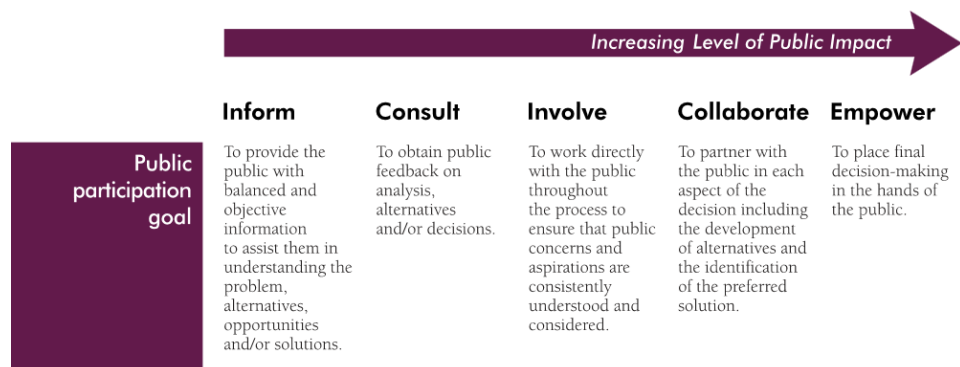 Increasing Level of Public Impact
Inform
Consult
Involve
Collaborate
Empower
Public
participation
goal
To provide the
public with
balanced and
objective
information
to assist them in
understanding the
problem,
alternatives,
opportunities
and/or solutions.
To obtain public
feedback on
analysis,
alternatives
and/or decisions.
To work directly
with the public
throughout
the process to
ensure that public
concerns and
aspirations are
consistently
understood and
considered.
To partner with
the public in each
aspect of the
decision including
the development
of alternatives and
the identification
of the preferred
solution.
To place final
decision-making
in the hands of
the public.